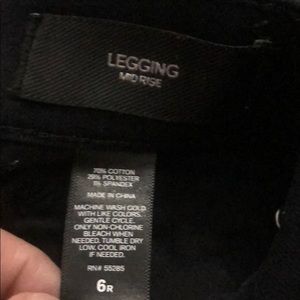 LEGGING
MID RISE
70% COTTON
29% POLYESTER
1% SPANDEX
MADE IN CHINA
MACHINE WASH COLD
WITH LIKE COLORS.
GENTLE CYCLE.
ONLY NON-CHLORINE
BLEACH WHEN
NEEDED. TUMBLE DRY
LOW. COOL IRON
IF NEEDED.
RN# 55285
6R